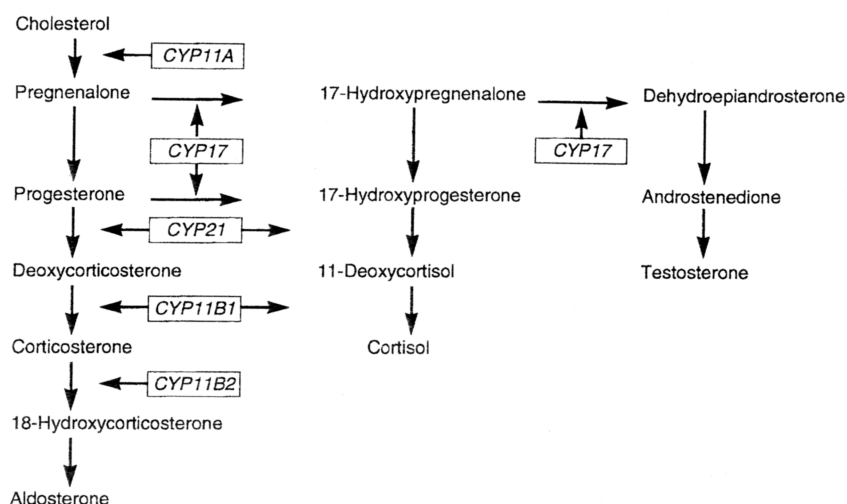 Cholesterol
CYP11A
Pregnenalone
17-Hydroxypregnenalone
Dehydroepiandrosterone
CYP17
CYP17
Progesterone
17-Hydroxyprogesterone
Androstenedione
CYP21
Deoxycorticosterone
11-Deoxycortisol
Testosterone
CYP11B1
Corticosterone
Cortisol
CYP11B2
18-Hydroxycorticosterone
Aldosterone